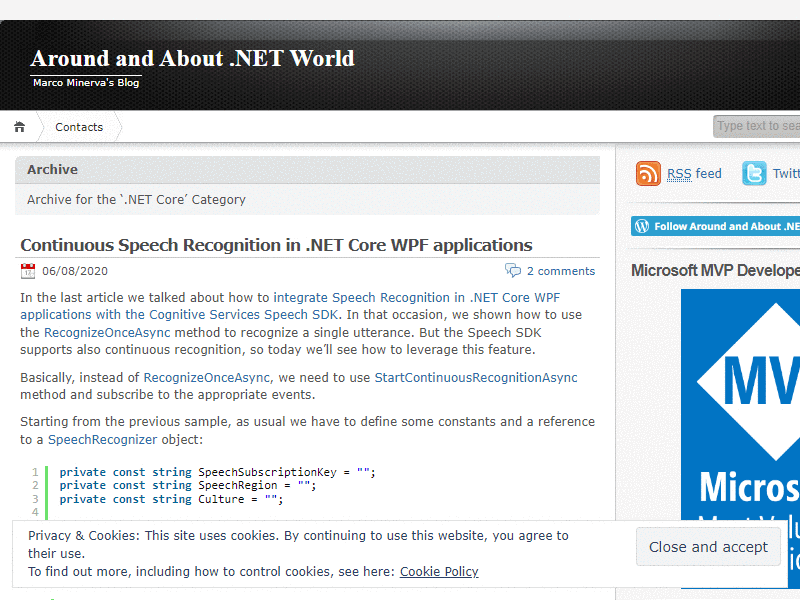 Around and About .NET World
Marco Minerva's Blog
Contacts
Type text to sea
Archive
Archive for the '.NET Core' Category
RSS feed
Twitt
Follow Around and About .NE
Continuous Speech Recognition in .NET Core WPF applications
06/08/2020
2 comments
Microsoft MVP Develope
In the last article we talked about how to integrate Speech Recognition in .NET Core WPF
applications with the Cognitive Services Speech SDK. In that occasion, we shown how to use
the RecognizeOnceAsync method to recognize a single utterance. But the Speech SDK
supports also continuous recognition, so today we'll see how to leverage this feature.
Basically, instead of RecognizeOnceAsync, we need to use StartContinuousRecognitionAsync
method and subscribe to the appropriate events.
Starting from the previous sample, as usual we have to define some constants and a reference
to a SpeechRecognizer object:
1 private const string SpeechSubscriptionKey = "";
2 private const string SpeechRegion = "";
3 private const string Culture = "";
4
MV
Micros
Privacy & Cookies: This site uses cookies. By continuing to use this website, you agree to
their use.
To find out more, including how to control cookies, see here: Cookie Policy
Close and accept